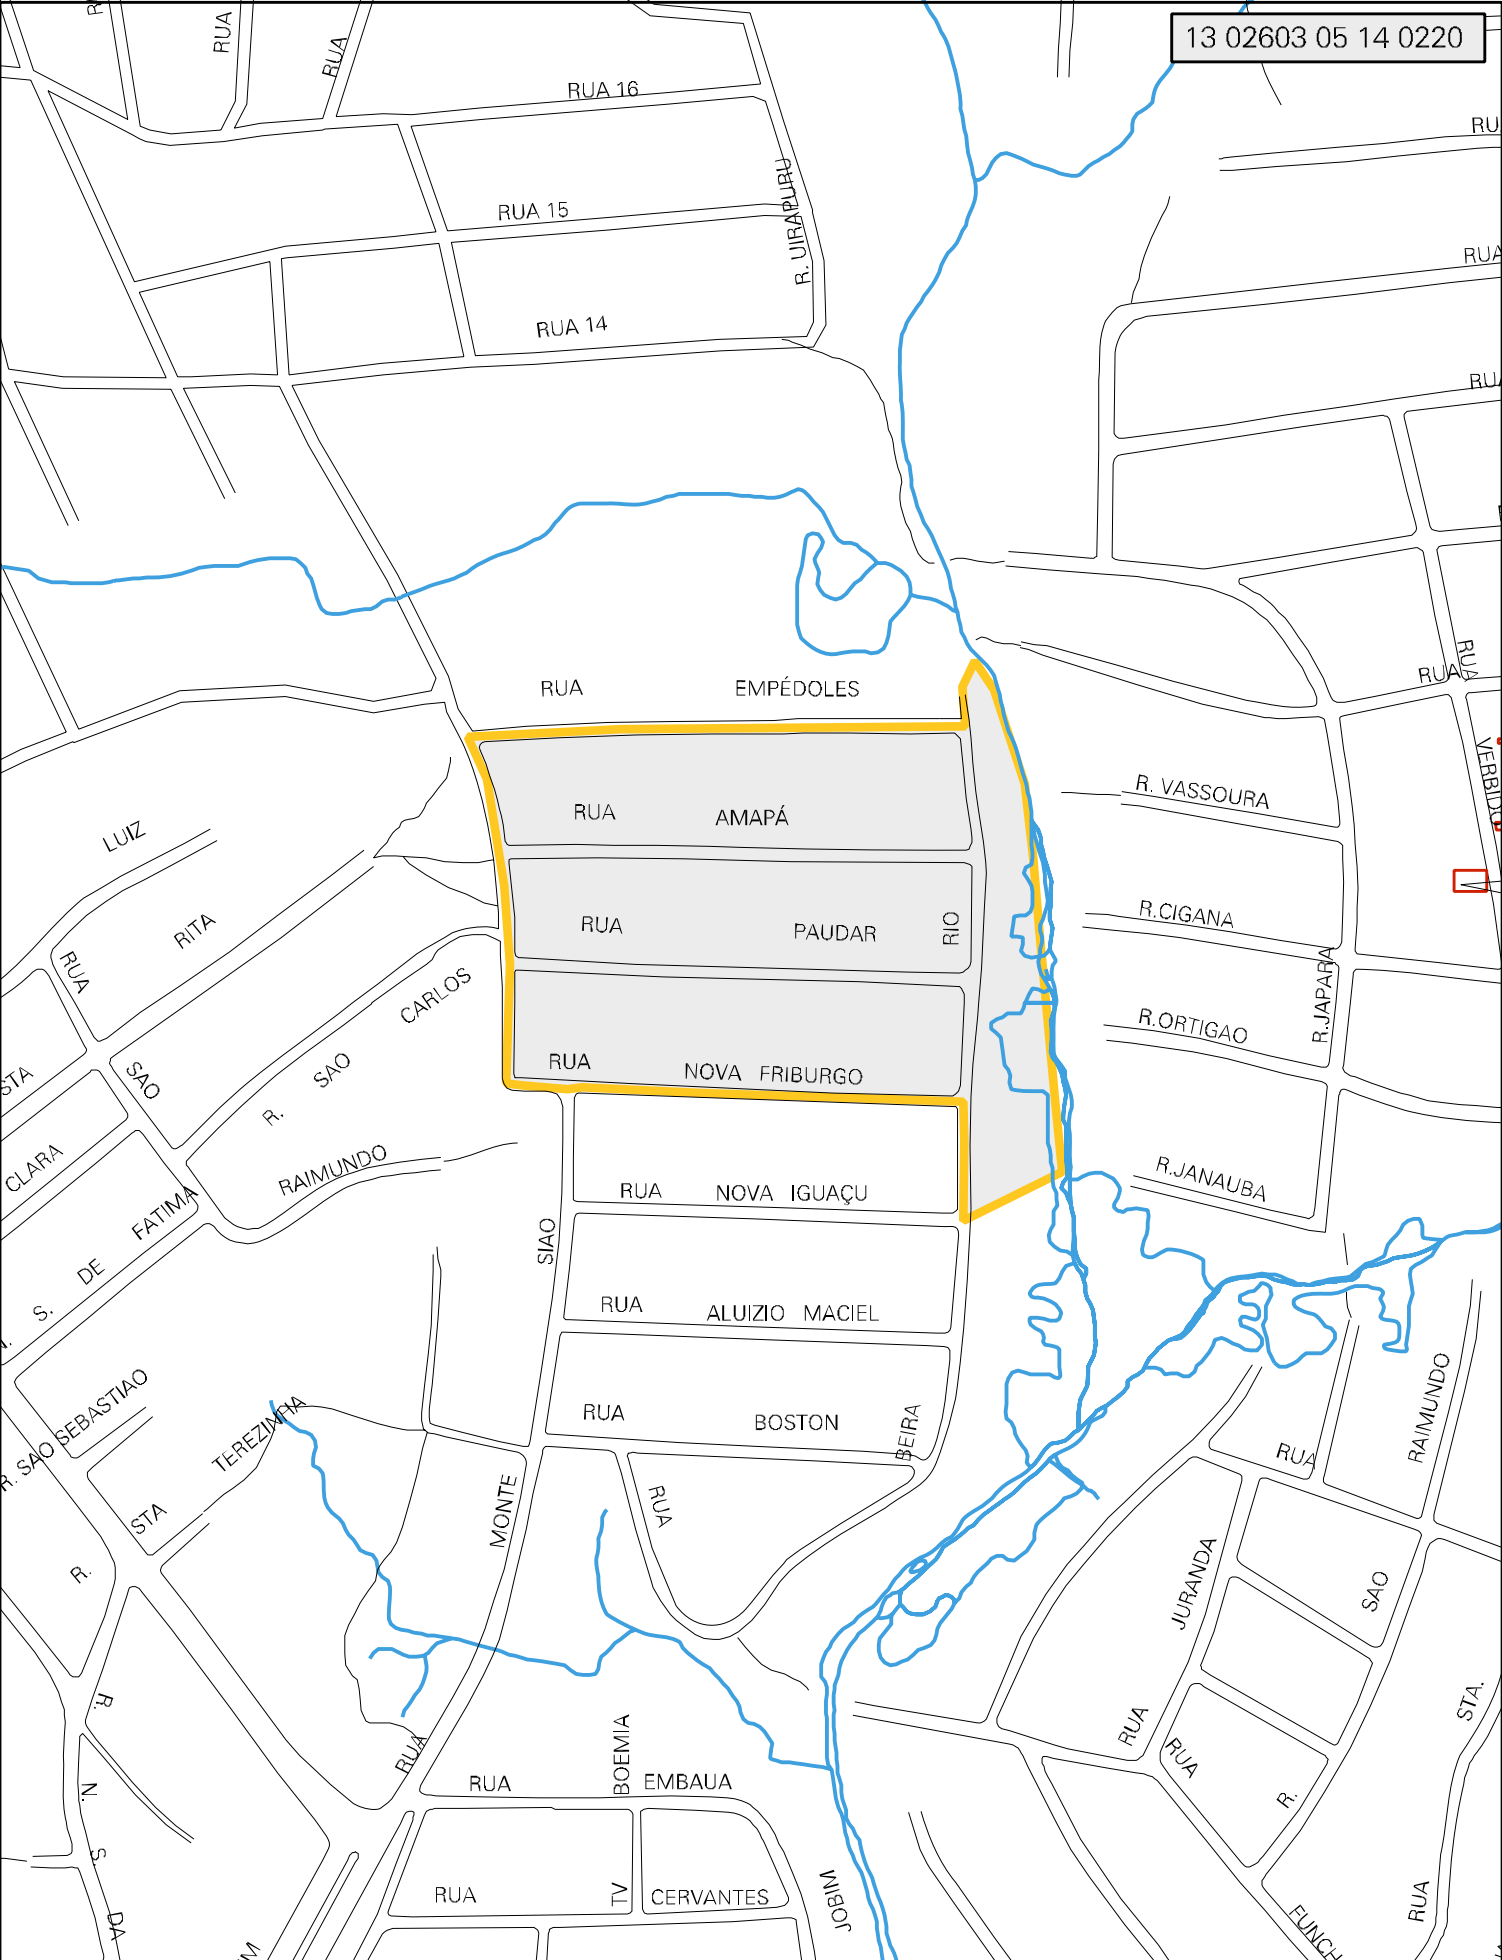 13 02603 05 14 0220
RUA
RUA
RUA 16
RU
RUA 15
R. UIRAPURU
RUA
RUA 14
RUA
RUA EMPÉDOLES
RUA
RUA
VERBIDO
R. VASSOURA
RUA AMAPÁ
LUIZ
RITA
RUA
RUA PAUDAR
RIO
R.CIGANA
R.JAPARA
CARLOS
SAO
R.
R.ORTIGAO
RUA NOVA FRIBURGO
STA
SAO
CLARA
RAIMUNDO
R.JANAUBA
RUA NOVA IGUAÇU
FATIMA
DE
S.
SIAO
RUA ALUIZIO MACIEL
R. SAO SEBASTIAO
TEREZINHA
STA
R.
RUA BOSTON
BEIRA
RUA
RAIMUNDO
RUA
MONTE
JURANDA
SAO
R.
STA.
RUA
RUA
RUA
BOEMIA
RUA EMBAUA
R.
N.
S.
DA
RUA
TV
CERVANTES
JOBIM
RUA
FUNCH